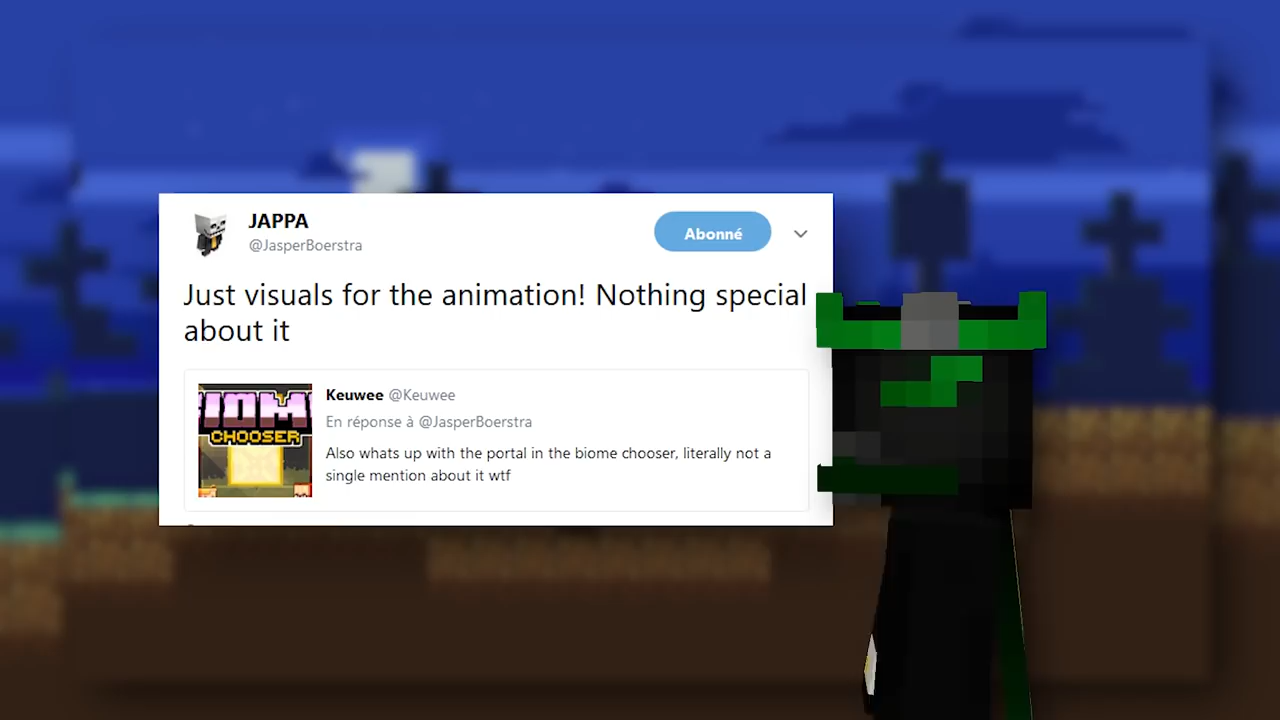 JAPPA
@JasperBoerstra
Abonné
Just visuals for the animation! Nothing special
about it
Keuwee @Keuwee
En réponse à @JasperBoerstra
Also whats up with the portal in the biome chooser, literally not a
single mention about it wtf
IOM
CHOOSER